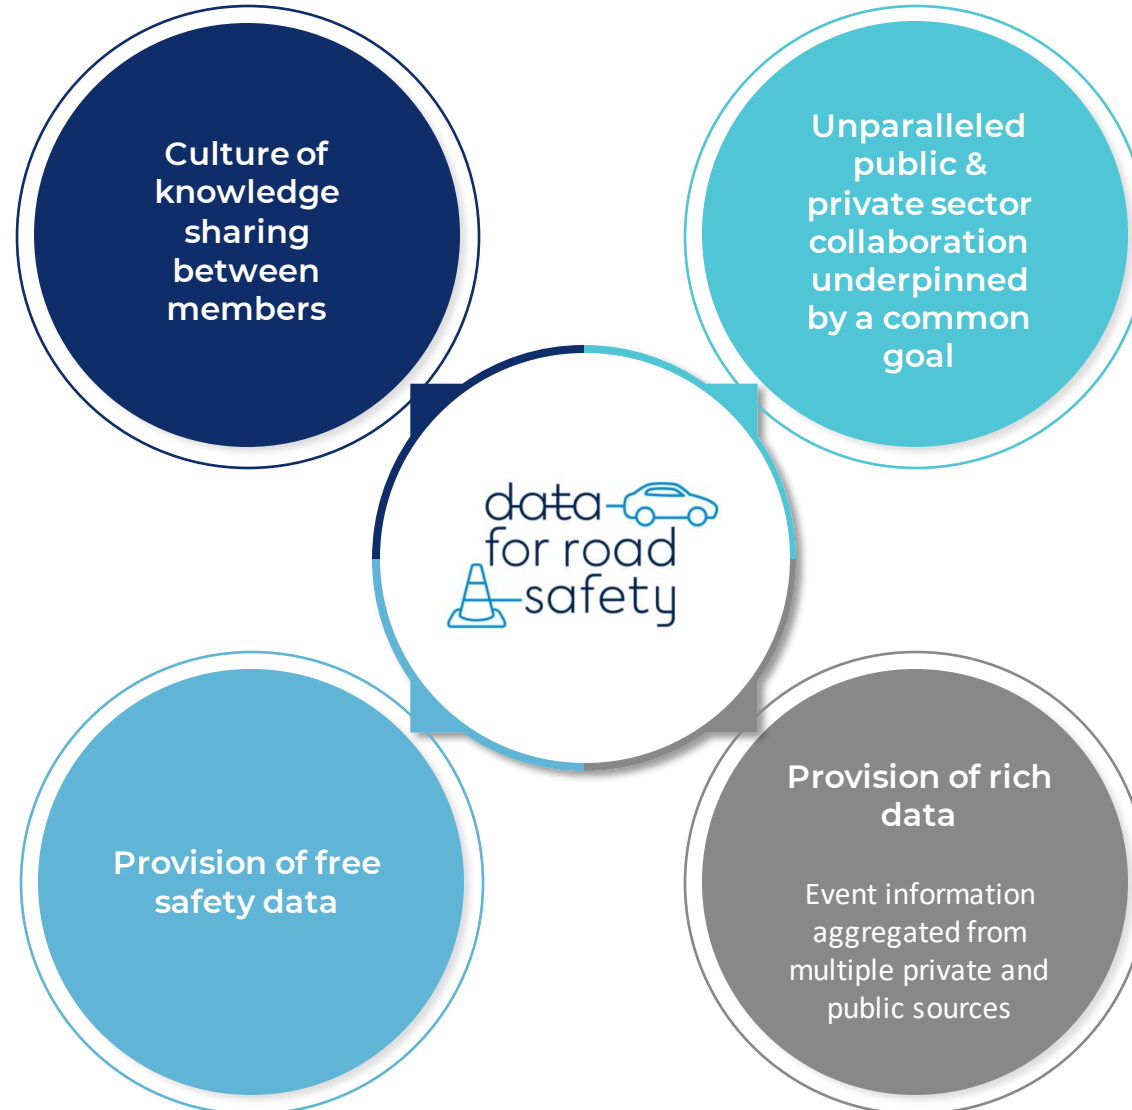 Culture of
knowledge
sharing
between
members
Unparalleled
public &
private sector
collaboration
underpinned
by a common
goal
data
for road
safety
Provision of free
safety data
Provision of rich
data
Event information
aggregated from
multiple private and
public sources